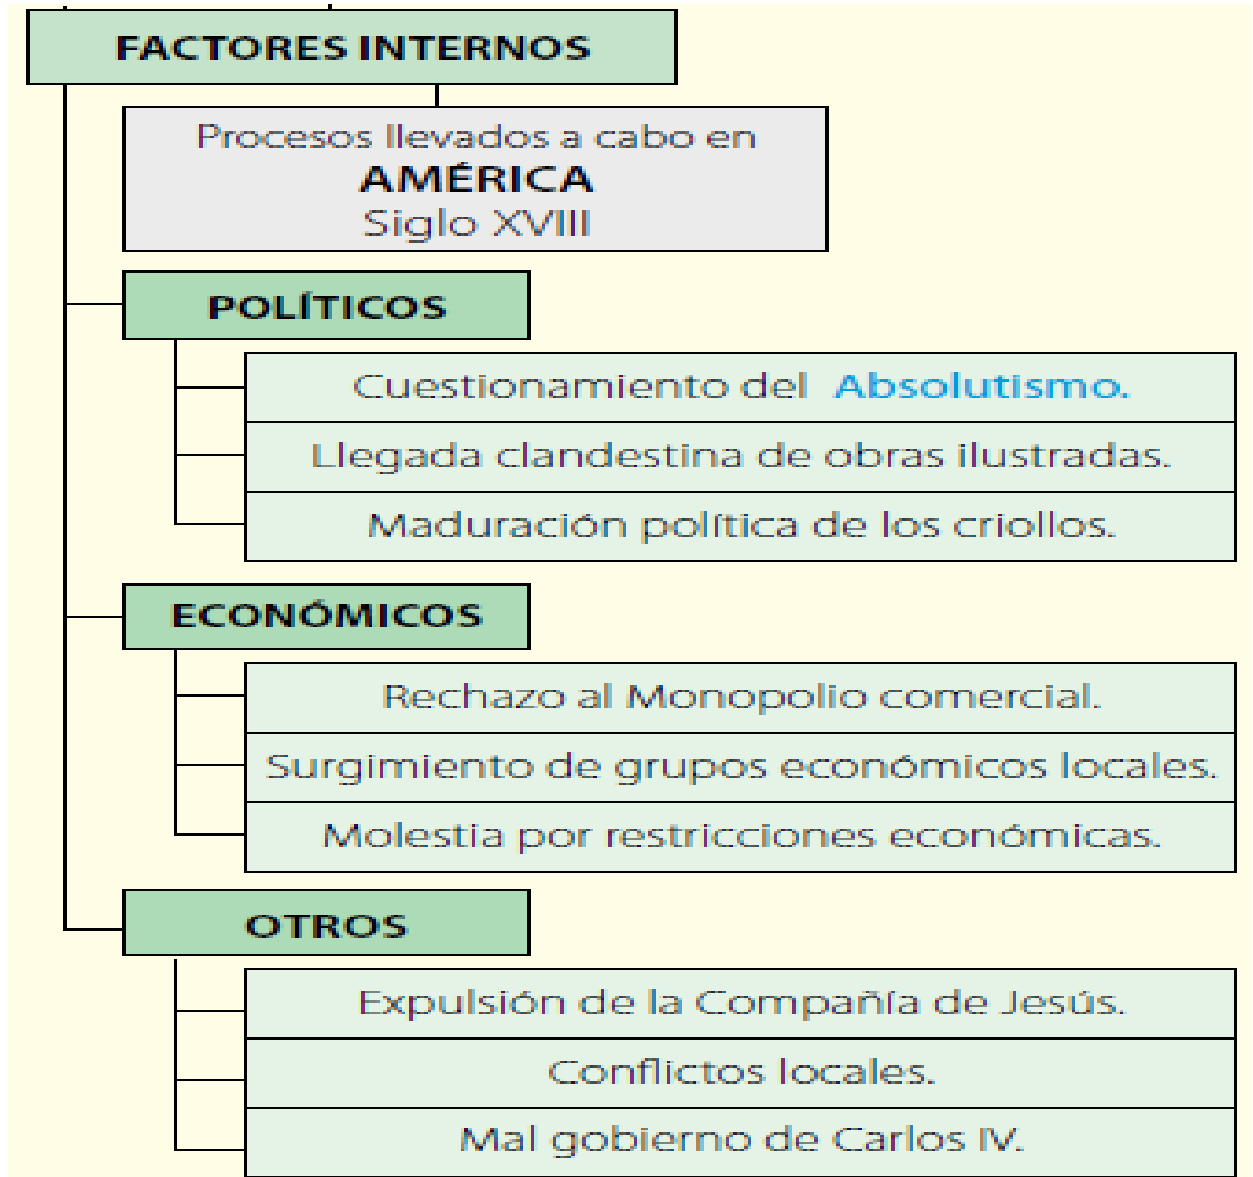 FACTORES INTERNOS
Procesos llevados a cabo en
AMÉRICA
Siglo XVIII
POLÍTICOS
Cuestionamiento del Absolutismo.
Llegada clandestina de obras ilustradas.
Maduración política de los criollos.
ECONÓMICOS
Rechazo al Monopolio comercial.
Surgimiento de grupos económicos locales.
Molestia por restricciones económicas.
OTROS
Expulsión de la Compañía de Jesús.
Conflictos locales.
Mal gobierno de Carlos IV.